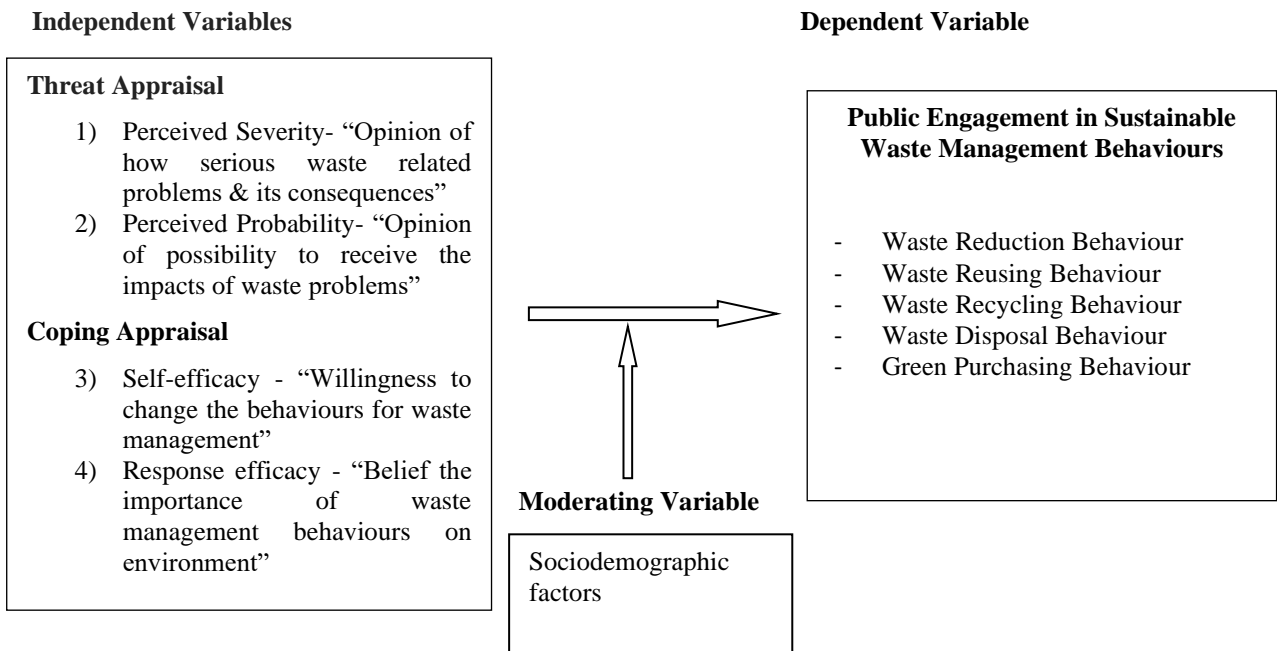 Independent Variables
Dependent Variable
Threat Appraisal
1) Perceived Severity- “Opinion of
how serious waste related
problems & its consequences”
2) Perceived Probability- “Opinion
of possibility to receive the
impacts of waste problems”
Coping Appraisal
3) Self-efficacy - “Willingness to
change the behaviours for waste
management”
4) Response efficacy - “Belief the
importance of waste
management behaviours on
environment”
Public Engagement in Sustainable
Waste Management Behaviours
- Waste Reduction Behaviour
- Waste Reusing Behaviour
- Waste Recycling Behaviour
- Waste Disposal Behaviour
- Green Purchasing Behaviour
Moderating Variable
Sociodemographic
factors